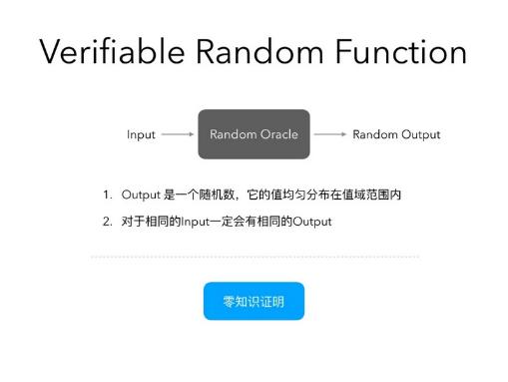 Verifiable Random Function
Input Random Oracle Random Output
1. Output 是一个随机数，它的值均匀分布在值域范围内
2. 对于相同的Input一定会有相同的Output
零知识证明